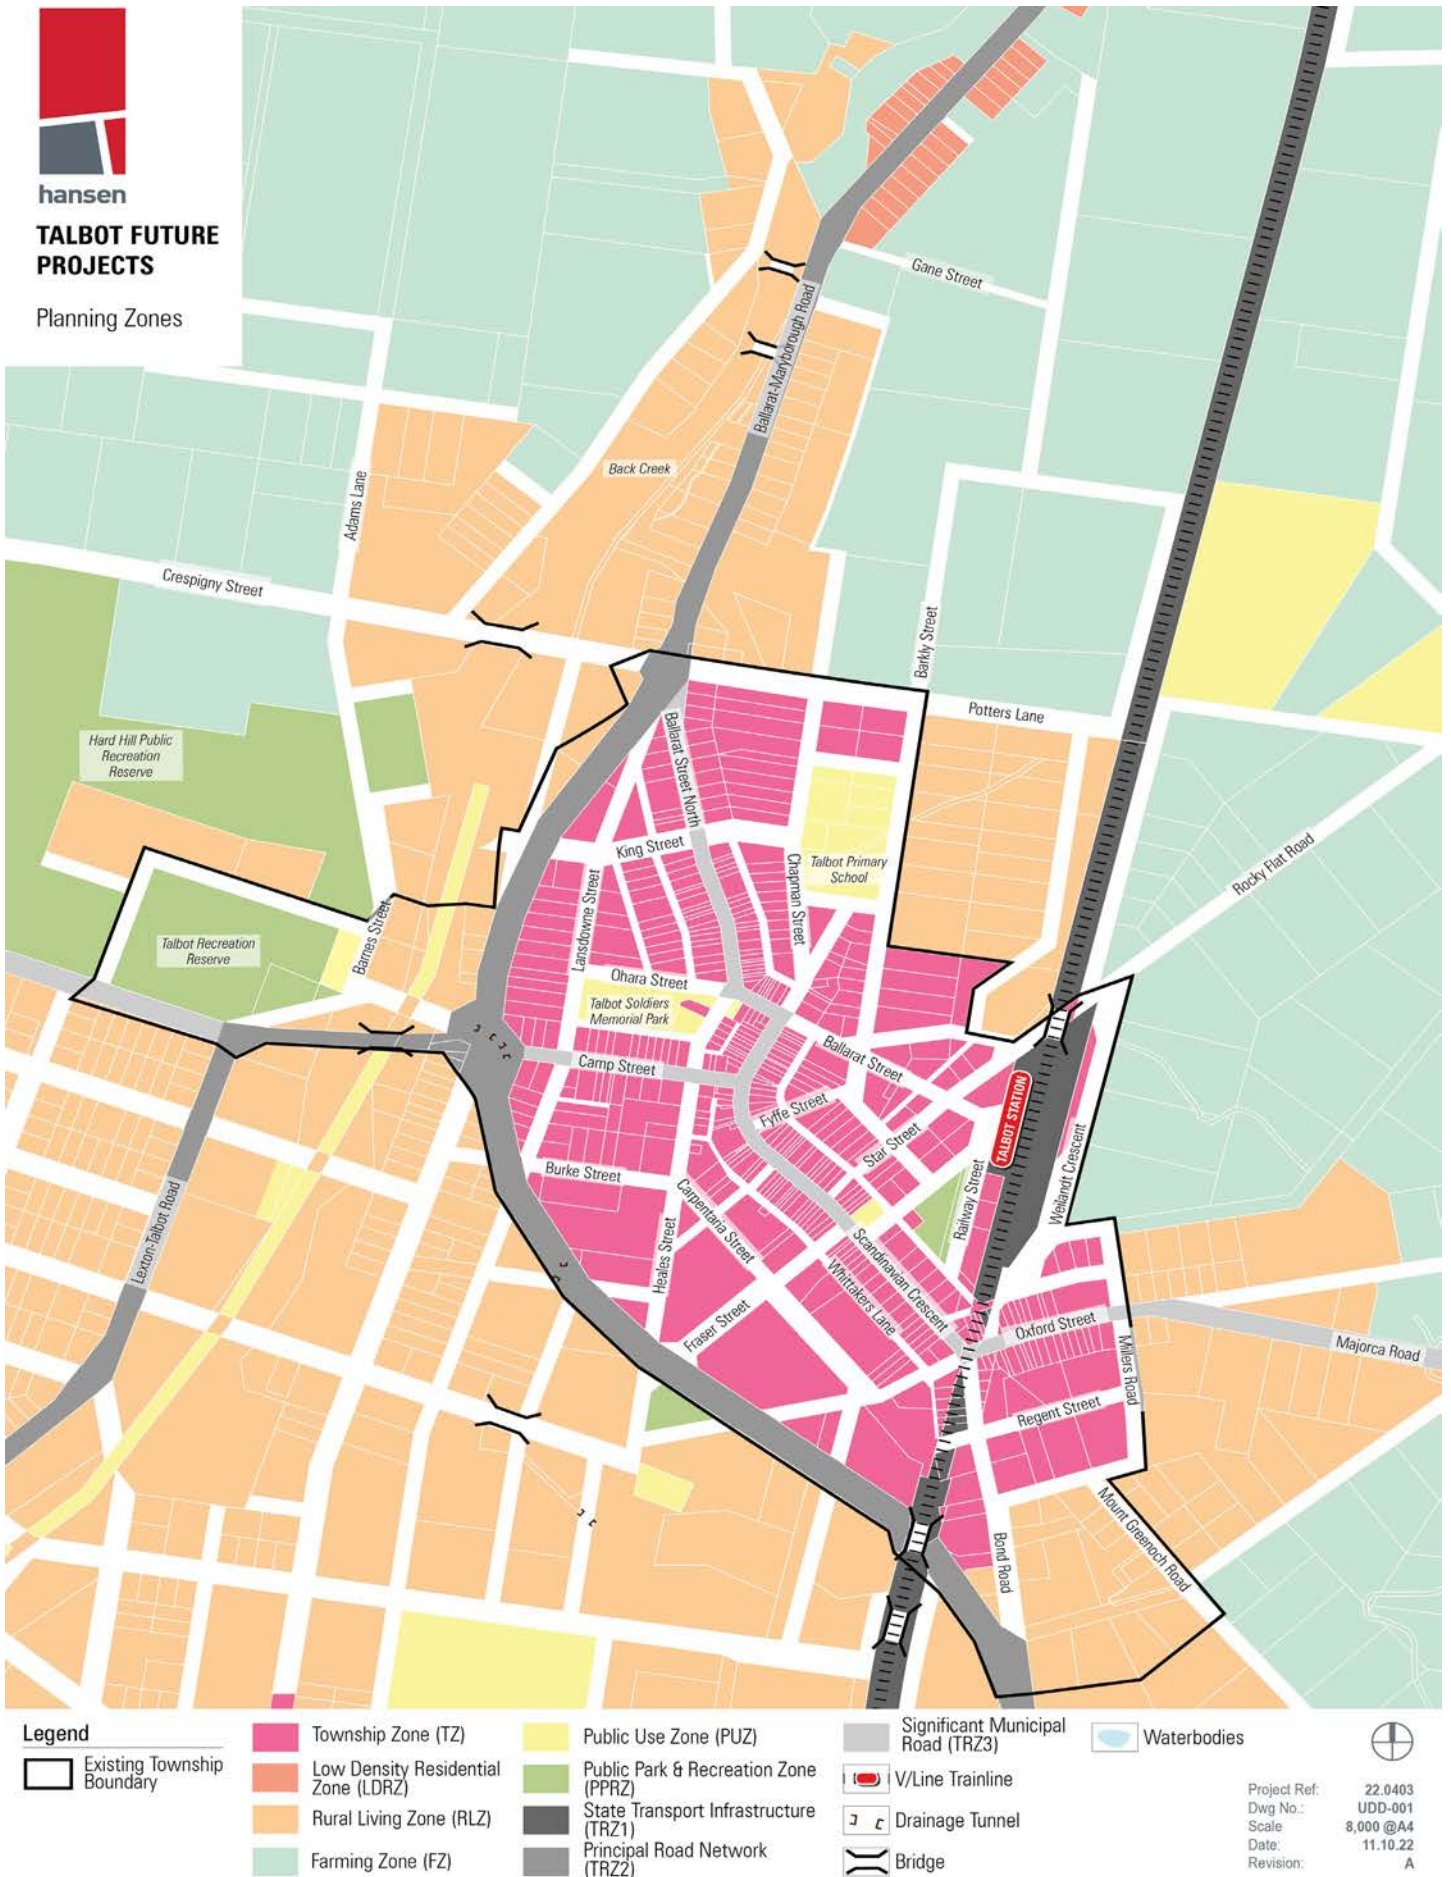 hansen
TALBOT FUTURE
PROJECTS
Planning Zones
Gane Street
Ballarat-Maryborough Road
Back Creek
Adams Lane
Crespigny Street
Barkly Street
Potters Lane
Hard Hill Public
Recreation
Reserve
Ballarat Street North
King Street
Chapman Street
Talbot Primary
School
Rocky Flat Road
Lansdowne Street
Barnes Street
Talbot Recreation
Reserve
Ohara Street
Talbot Soldiers
Memorial Park
Ballarat Street
Camp Street
Fyffe Street
TALBOT STATION
Star Street
Weilandt Crescent
Railway Street
Burke Street
Carpentaria Street
Lexton-Talbot Road
Heales Street
Scandinavian Crescent
Whittakers Lane
Fraser Street
Oxford Street
Millers Road
Majorca Road
Regent Street
Mount Greenoch Road
Bond Road
Legend
Existing Township
Boundary
Township Zone (TZ)
Low Density Residential
Zone (LDRZ)
Rural Living Zone (RLZ)
Farming Zone (FZ)
Public Use Zone (PUZ)
Public Park & Recreation Zone
(PPRZ)
State Transport Infrastructure
(TRZ1)
Principal Road Network
(TRZ2)
Significant Municipal
Road (TRZ3)
V/Line Trainline
Drainage Tunnel
Bridge
Waterbodies
Project Ref: 22.0403
Dwg No.: UDD-001
Scale 8,000 @A4
Date: 11.10.22
Revision: A